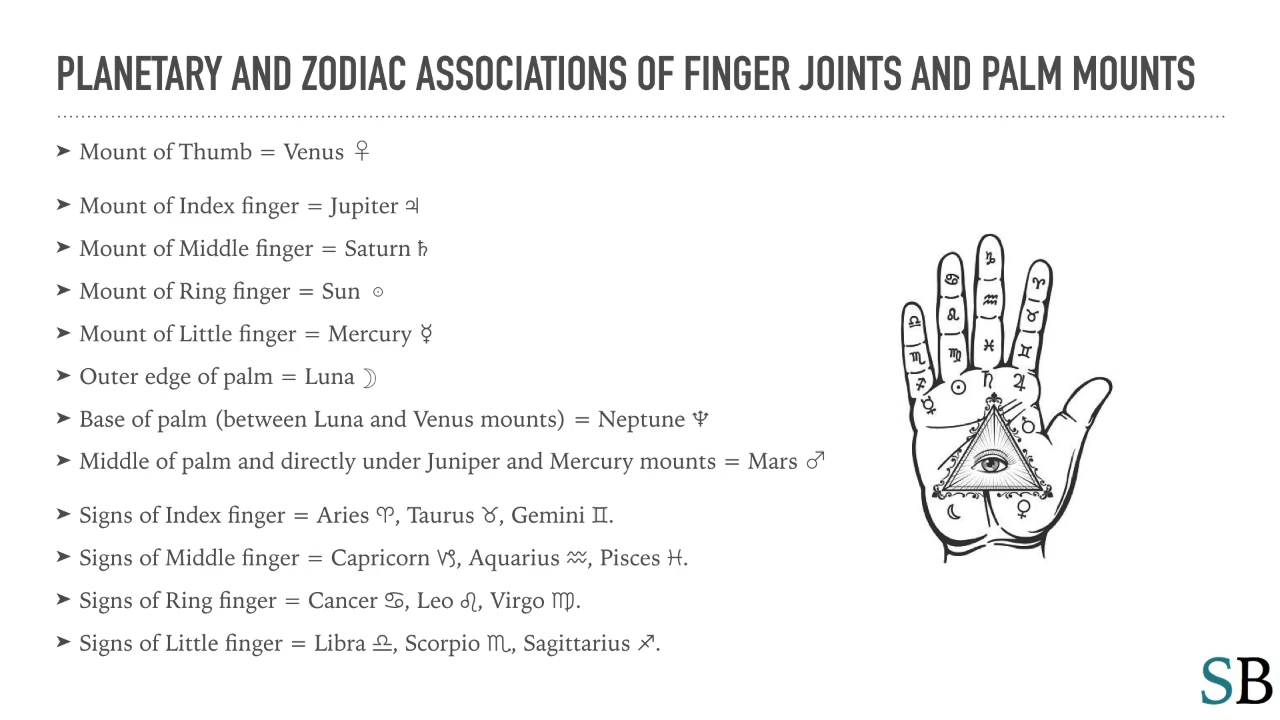 PLANETARY AND ZODIAC ASSOCIATIONS OF FINGER JOINTS AND PALM MOUNTS
➤ Mount of Thumb = Venus ♀
➤ Mount of Index finger = Jupiter ♃
➤ Mount of Middle finger = Saturn ♄
➤ Mount of Ring finger = Sun ☉
➤ Mount of Little finger = Mercury ☿
➤ Outer edge of palm = Luna ☽
➤ Base of palm (between Luna and Venus mounts) = Neptune ♆
➤ Middle of palm and directly under Juniper and Mercury mounts = Mars ♂
➤ Signs of Index finger = Aries ♈, Taurus ♉, Gemini ♊.
➤ Signs of Middle finger = Capricorn ♑, Aquarius ♒, Pisces ♓.
➤ Signs of Ring finger = Cancer ♋, Leo ♌, Virgo ♍.
➤ Signs of Little finger = Libra ♎, Scorpio ♏, Sagittarius ♐.
SB